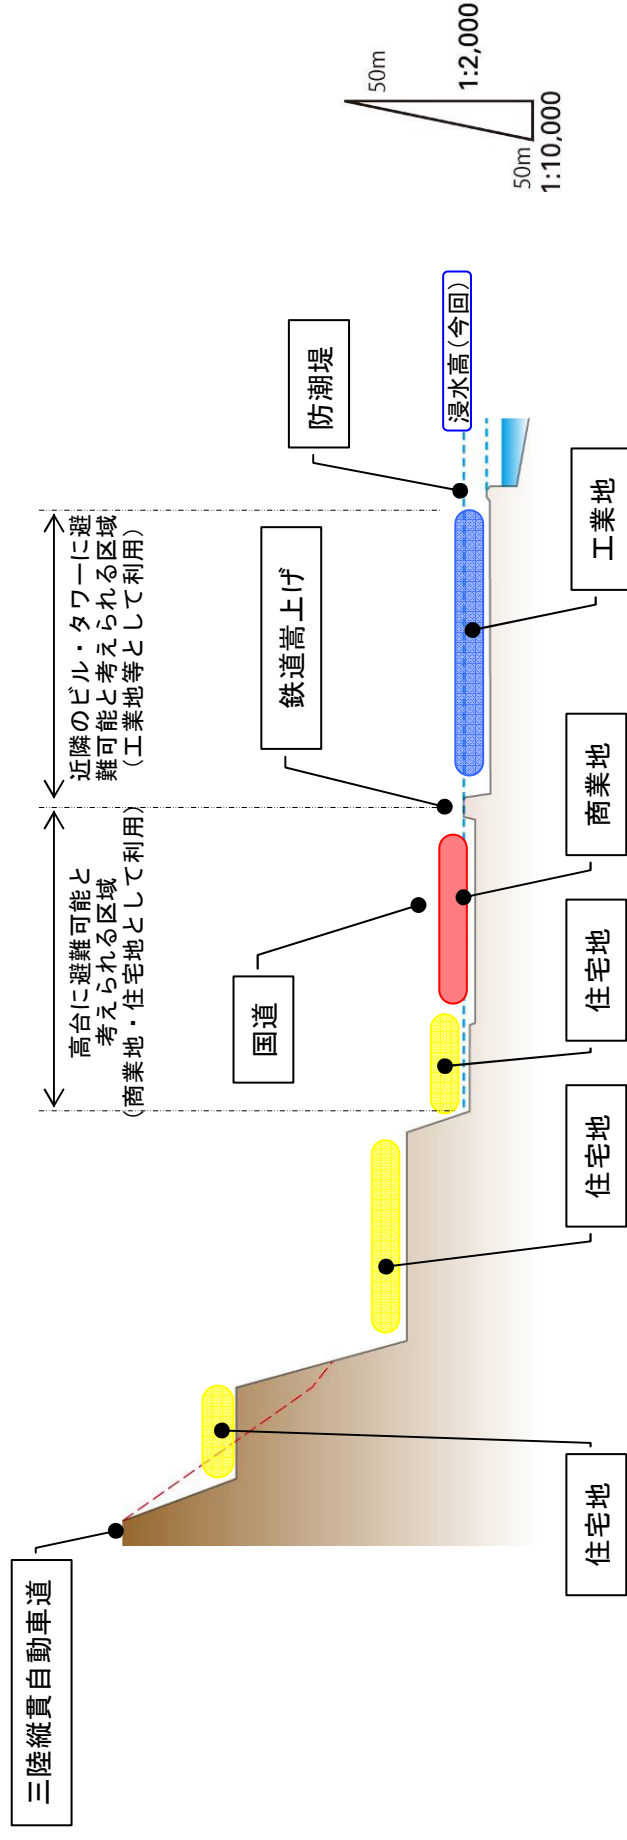 三陸縦貫自動車道
高台に避難可能と
考えられる区域
（商業地・住宅地として利用）
近隣のビル・タワーに避
難可能と考えられる区域
（工業地等として利用）
国道
鉄道嵩上げ
防潮堤
浸水高（今回）
住宅地
住宅地
住宅地
商業地
工業地
50m
1:2,000
50m
1:10,000